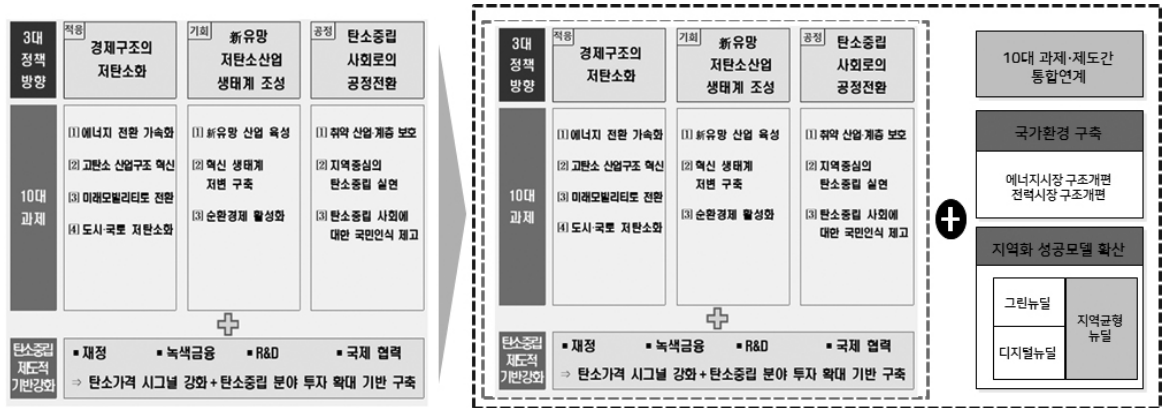 3대
정책
방향
적응
경제구조의
저탄소화
기회
新유망
저탄소산업
생태계 조성
공정
탄소중립
사회로의
공정전환
10대
과제
[1] 에너지 전환 가속화
[2] 고탄소 산업구조 혁신
[3] 미래모빌리티로 전환
[4] 도시·국토 저탄소화
[1] 新유망 산업 육성
[2] 혁신 생태계
저변 구축
[3] 순환경제 활성화
[1] 취약 산업·계층 보호
[2] 지역중심의
탄소중립 실현
[3] 탄소중립 사회에
대한 국민인식 제고
탄소중립
제도적
기반강화
▪ 재정 ▪ 녹색금융 ▪ R&D ▪ 국제 협력
⇒ 탄소가격 시그널 강화+탄소중립 분야 투자 확대 기반 구축
3대
정책
방향
적응
경제구조의
저탄소화
기회
新유망
저탄소산업
생태계 조성
공정
탄소중립
사회로의
공정전환
10대
과제
[1] 에너지 전환 가속화
[2] 고탄소 산업구조 혁신
[3] 미래모빌리티로 전환
[4] 도시·국토 저탄소화
[1] 新유망 산업 육성
[2] 혁신 생태계
저변 구축
[3] 순환경제 활성화
[1] 취약 산업·계층 보호
[2] 지역중심의
탄소중립 실현
[3] 탄소중립 사회에
대한 국민인식 제고
탄소중립
제도적
기반강화
▪ 재정 ▪ 녹색금융 ▪ R&D ▪ 국제 협력
⇒ 탄소가격 시그널 강화+탄소중립 분야 투자 확대 기반 구축
10대 과제·제도간
통합연계
국가환경 구축
에너지시장 구조개편
전력시장 구조개편
지역화 성공모델 확산
그린뉴딜
디지털뉴딜
지역균형
뉴딜